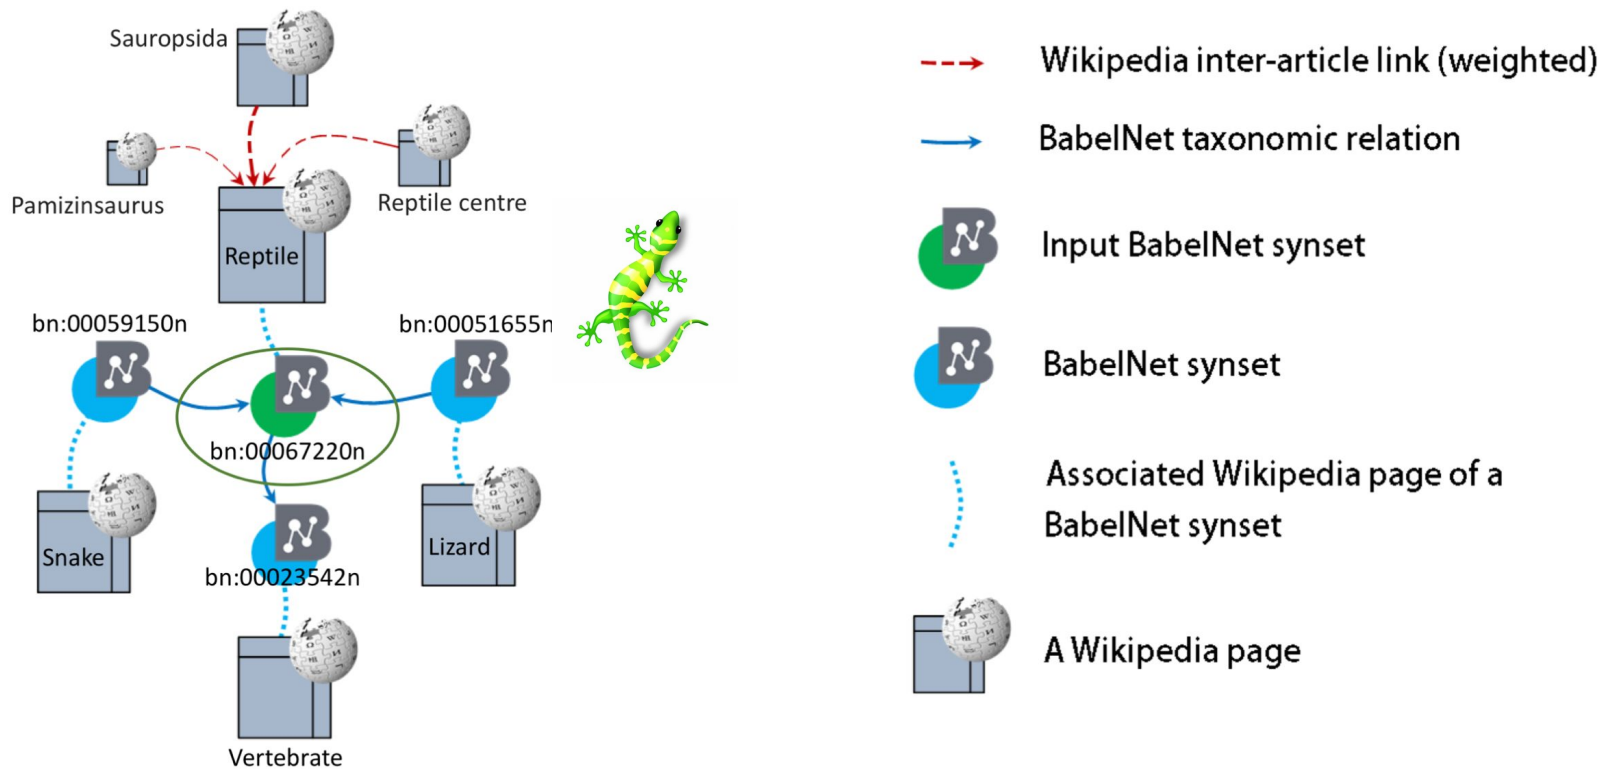 Sauropsida
Pamizinsaurus
Reptile centre
Reptile
bn:00059150n
bn:00051655n
bn:00067220n
Snake
Lizard
bn:00023542n
Vertebrate
Wikipedia inter-article link (weighted)
BabelNet taxonomic relation
Input BabelNet synset
BabelNet synset
Associated Wikipedia page of a
BabelNet synset
A Wikipedia page